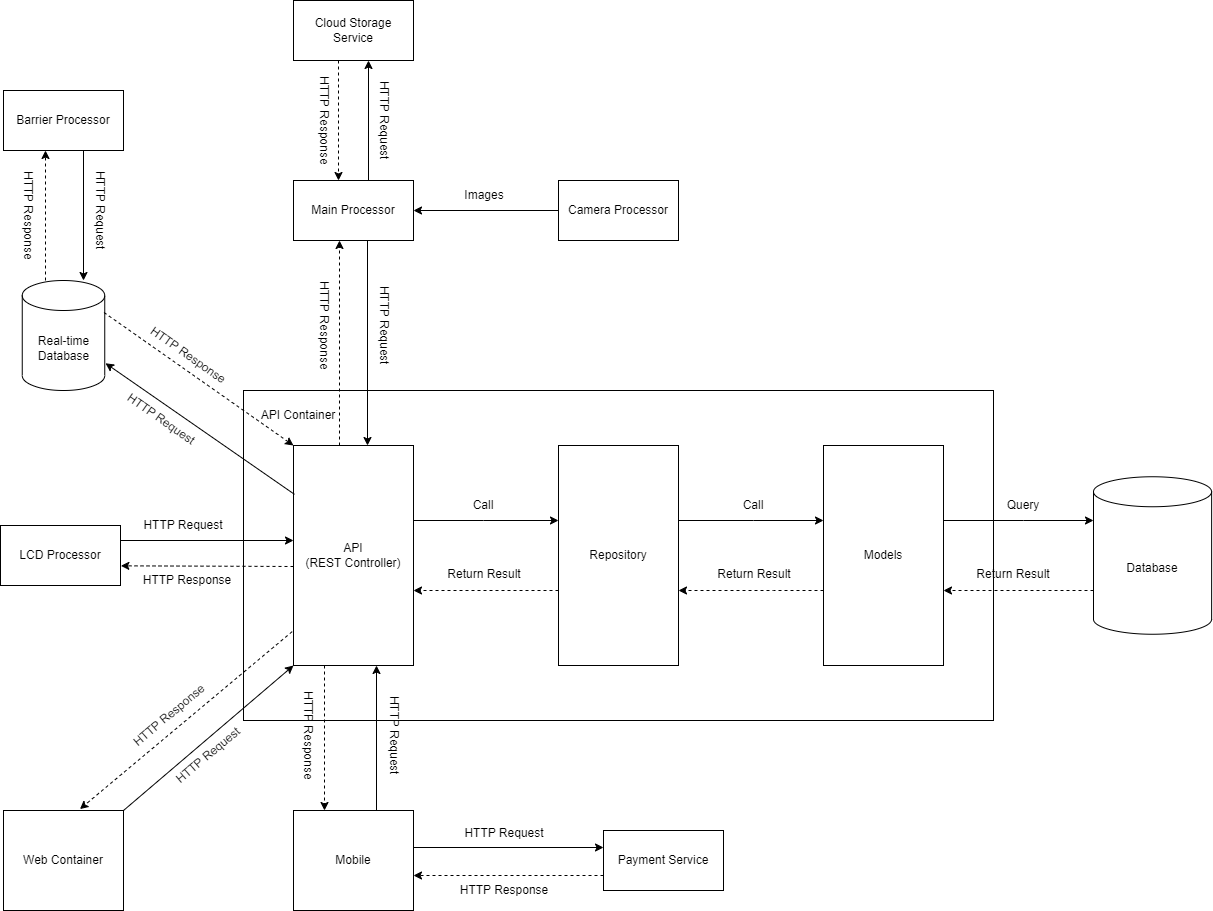 Cloud Storage
Service
HTTP Response
HTTP Request
Barrier Processor
HTTP Response
HTTP Request
Main Processor
Images
Camera Processor
HTTP Response
HTTP Request
Real-time
Database
HTTP Response
HTTP Request
API Container
API
(REST Controller)
Call
Return Result
Repository
Call
Return Result
Models
Query
Return Result
Database
LCD Processor
HTTP Request
HTTP Response
HTTP Response
HTTP Request
HTTP Response
HTTP Request
Web Container
Mobile
HTTP Request
HTTP Response
Payment Service